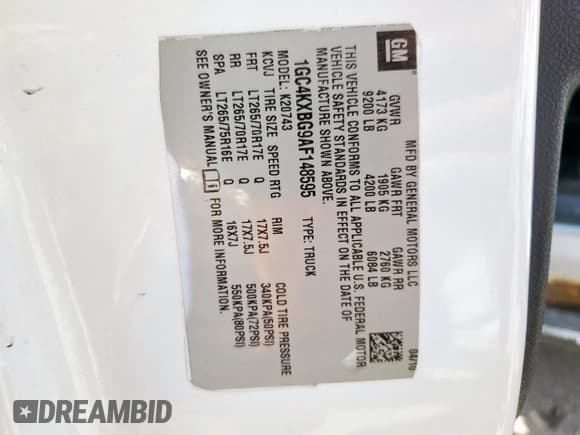 GM
MFD BY GENERAL MOTORS LLC
04/10
GVWR GAWR FRT GAWR RR
4173 KG 1905 KG 2760 KG
9200 LB 4200 LB 6084 LB
THIS VEHICLE CONFORMS TO ALL APPLICABLE U.S. FEDERAL MOTOR
VEHICLE SAFETY STANDARDS IN EFFECT ON THE DATE OF
MANUFACTURE SHOWN ABOVE.
1GC4KXBG9AF148595 TYPE: TRUCK
MODEL: K20743
KCVJ TIRE SIZE SPEED RTG RIM COLD TIRE PRESSURE
FRT LT265/70R17E Q 17X7.5J 340KPA(50PSI)
RR LT265/70R17E Q 17X7.5J 500KPA(72PSI)
RR LT265/75R16E Q 16X7J 550KPA(80PSI)
SEE OWNER'S MANUAL i FOR MORE INFORMATION.
DREAMBID